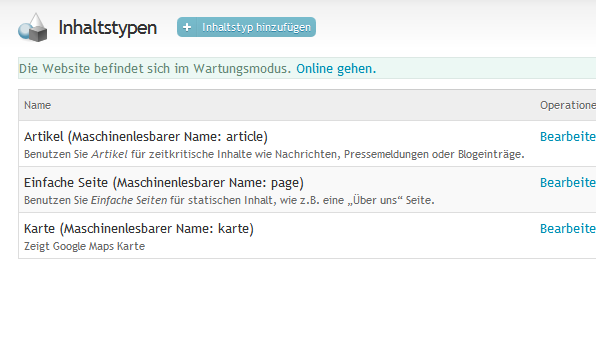 Inhaltstypen
+ Inhaltstyp hinzufügen
Die Website befindet sich im Wartungsmodus. Online gehen.
Name Operatione
Artikel (Maschinenlesbarer Name: article) Bearbeite
Benutzen Sie Artikel für zeitkritische Inhalte wie Nachrichten, Pressemeldungen oder Blogeinträge.
Einfache Seite (Maschinenlesbarer Name: page) Bearbeite
Benutzen Sie Einfache Seiten für statischen Inhalt, wie z.B. eine „Über uns“ Seite.
Karte (Maschinenlesbarer Name: karte) Bearbeite
Zeigt Google Maps Karte